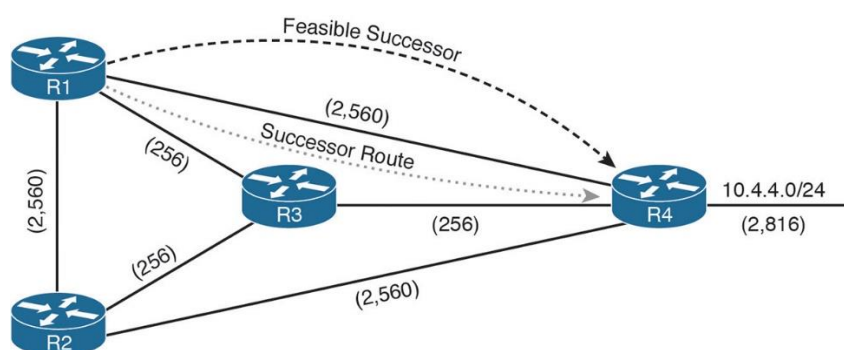 Feasible Successor
R1
(2,560)
Successor Route
(256)
(2,560)
R3
(256)
R4
10.4.4.0/24
(2,816)
(256)
(2,560)
R2